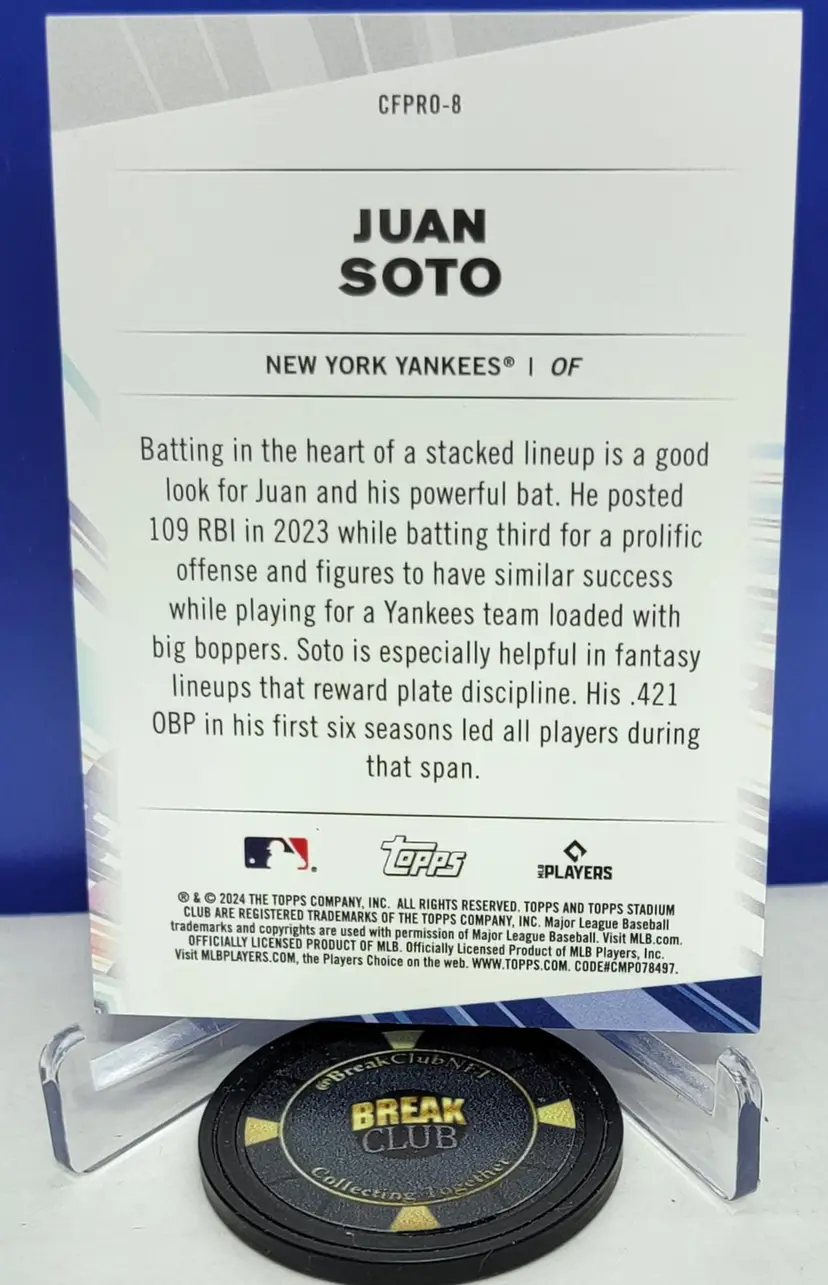 CFPRO-8
JUAN
SOTO
NEW YORK YANKEES® | OF
Batting in the heart of a stacked lineup is a good
look for Juan and his powerful bat. He posted
109 RBI in 2023 while batting third for a prolific
offense and figures to have similar success
while playing for a Yankees team loaded with
big boppers. Soto is especially helpful in fantasy
lineups that reward plate discipline. His .421
OBP in his first six seasons led all players during
that span.
Topps
MLB PLAYERS
® & © 2024 THE TOPPS COMPANY, INC. ALL RIGHTS RESERVED. TOPPS AND TOPPS STADIUM
CLUB ARE REGISTERED TRADEMARKS OF THE TOPPS COMPANY, INC. Major League Baseball
trademarks and copyrights are used with permission of Major League Baseball. Visit MLB.com.
OFFICIALLY LICENSED PRODUCT OF MLB. Officially Licensed Product of MLB Players, Inc.
Visit MLBPLAYERS.COM, the Players Choice on the web. WWW.TOPPS.COM. CODE#CMP078497.
@BreakClubNFT
BREAK
CLUB
Collecting Together